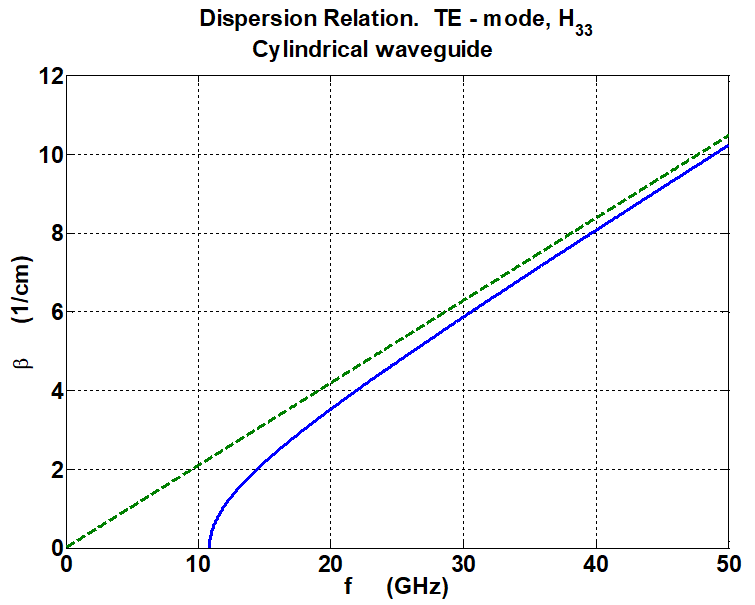 Dispersion Relation. TE - mode, H33
Cylindrical waveguide
12
10
8
6
4
2
0
β (1/cm)
0 10 20 30 40 50
f (GHz)